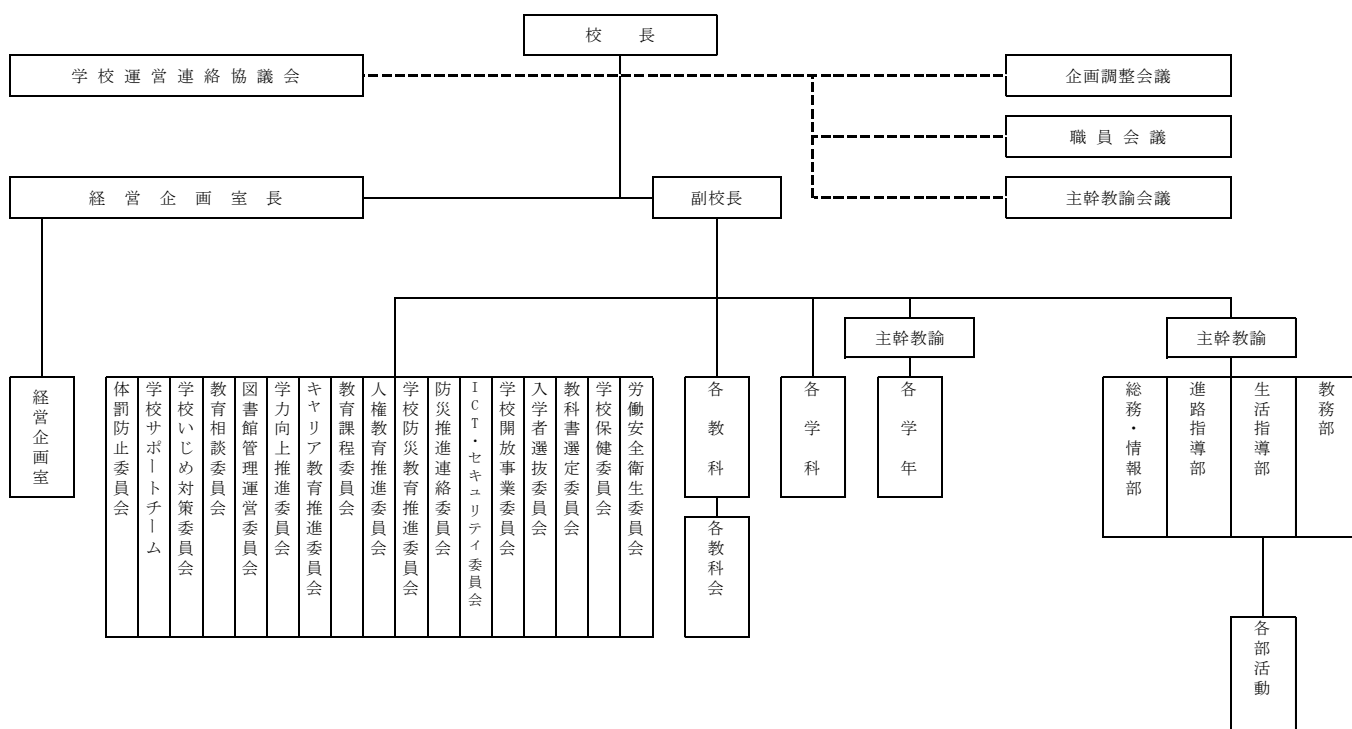 校長
学校運営連絡協議会
企画調整会議
職員会議
経営企画室長
副校長
主幹教諭会議
主幹教諭
主幹教諭
経営企画室
体罰防止委員会
学校サポートチーム
学校いじめ対策委員会
教育相談委員会
図書館管理運営委員会
学力向上推進委員会
キャリア教育推進委員会
教育課程委員会
人権教育推進委員会
学校防災教育推進委員会
防災推進連絡委員会
ICT・セキュリテイ委員会
学校開放事業委員会
入学者選抜委員会
教科書選定委員会
学校保健委員会
労働安全衛生委員会
各教科
各学科
各学年
総務・情報部
進路指導部
生活指導部
教務部
各教科会
各部活動